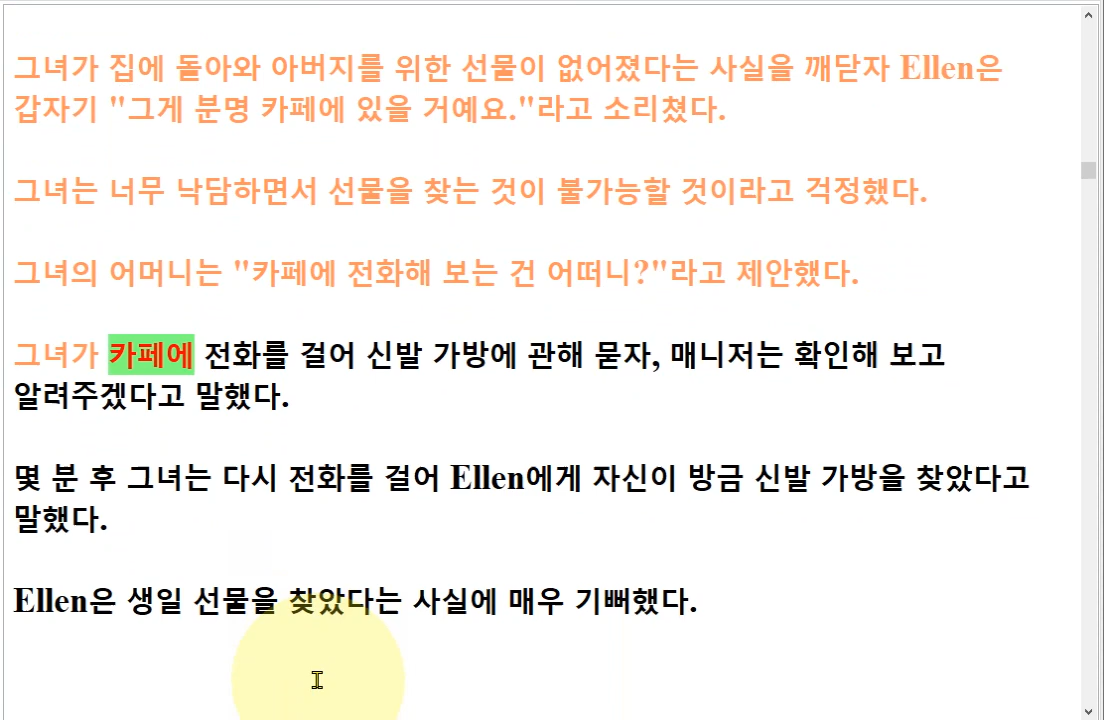 그녀가 집에 돌아와 아버지를 위한 선물이 없어졌다는 사실을 깨닫자 Ellen은
갑자기 "그게 분명 카페에 있을 거예요."라고 소리쳤다.
그녀는 너무 낙담하면서 선물을 찾는 것이 불가능할 것이라고 걱정했다.
그녀의 어머니는 "카페에 전화해 보는 건 어떠니?"라고 제안했다.
그녀가 카페에 전화를 걸어 신발 가방에 관해 묻자, 매니저는 확인해 보고
알려주겠다고 말했다.
몇 분 후 그녀는 다시 전화를 걸어 Ellen에게 자신이 방금 신발 가방을 찾았다고
말했다.
Ellen은 생일 선물을 찾았다는 사실에 매우 기뻐했다.